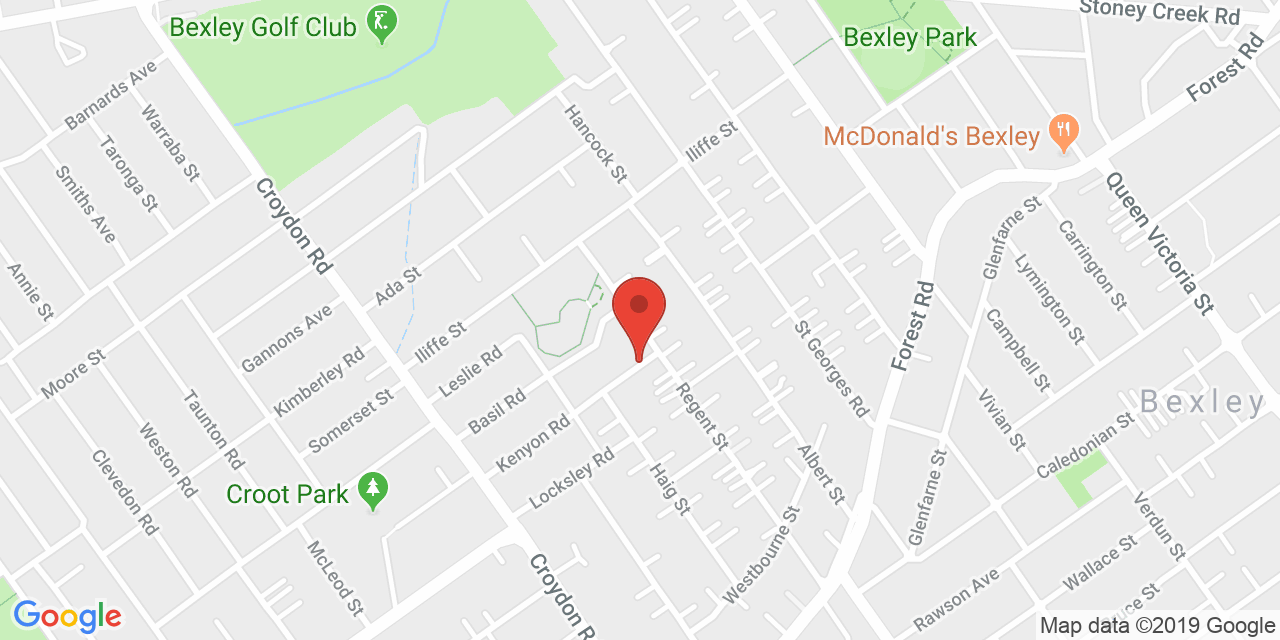 Stoney Creek Rd
Bexley Golf Club
Bexley Park
Forest Rd
Barnards Ave
Warraba St
Hancock St
Iliffe St
McDonald's Bexley
Taronga St
Smiths Ave
Croydon Rd
Queen Victoria St
Glenfarne St
Carrington St
Lymington St
Annie St
Ada St
Forest Rd
Gannons Ave
Iliffe St
Campbell St
St Georges Rd
Moore St
Kimberley Rd
Leslie Rd
Basil Rd
Regent St
Vivian St
Bexley
Taunton Rd
Somerset St
Kenyon Rd
Caledonian St
Weston Rd
Clevedon Rd
Locksley Rd
Haig St
Albert St
Glenfarne St
Croot Park
Verdun St
McLeod St
Croydon R
Westbourne St
Wallace St
Rawson Ave
uce St
Google
Map data ©2019 Google